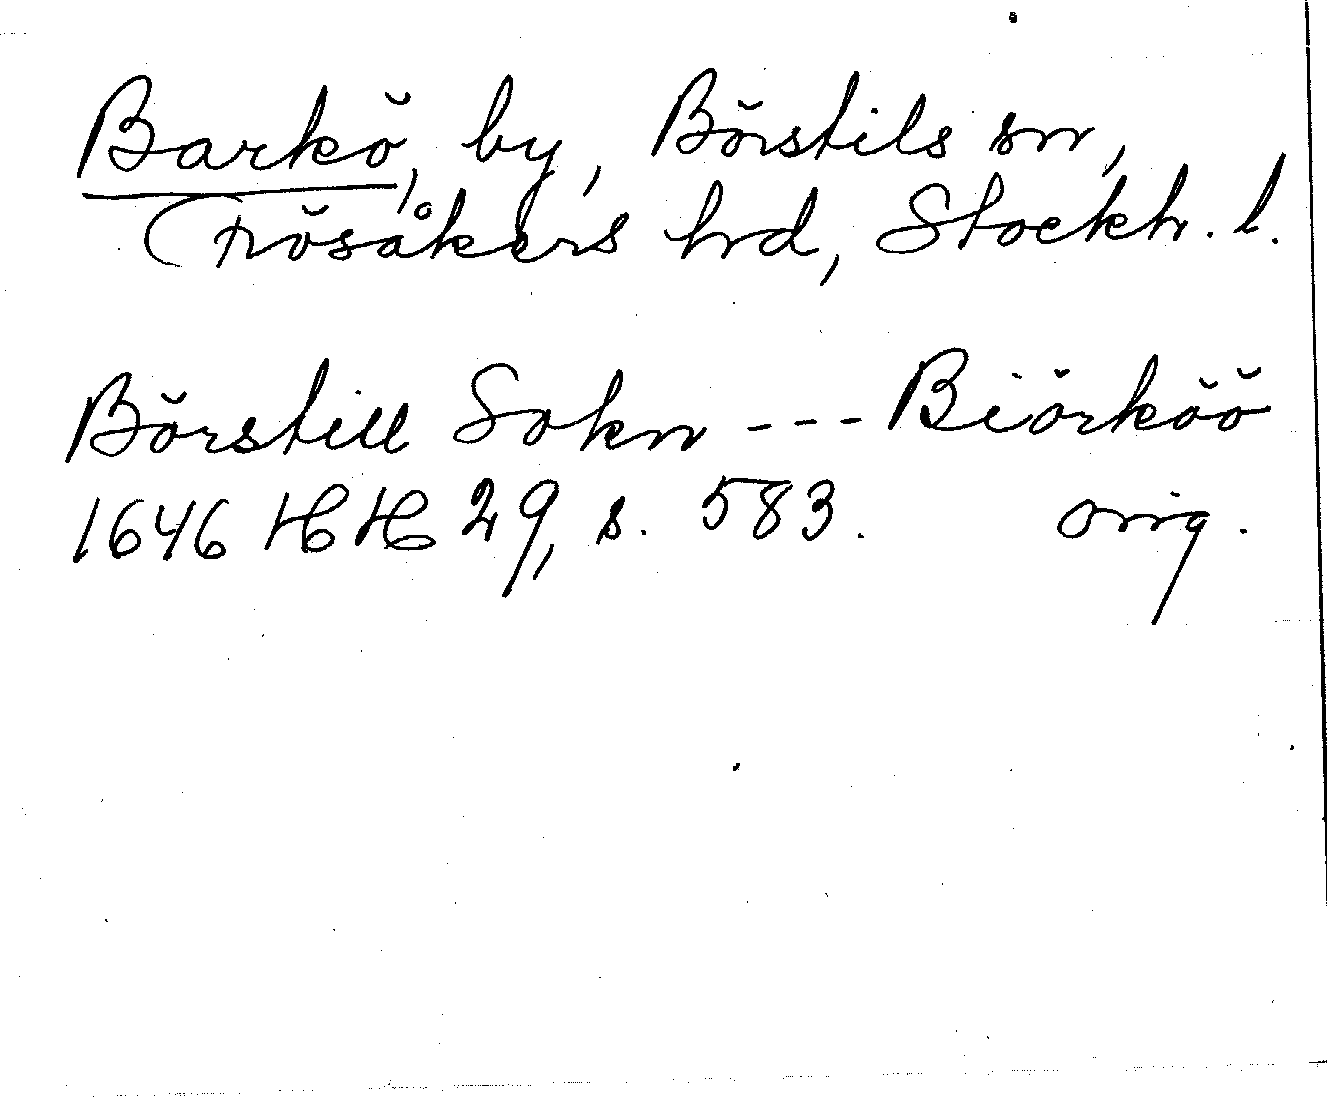 Barkö, by, Börstils sn,
Frösåkers hd, Stockh. l.
Börstill Sokn --- Biörköö
1646 HH 29, s. 583. orig.